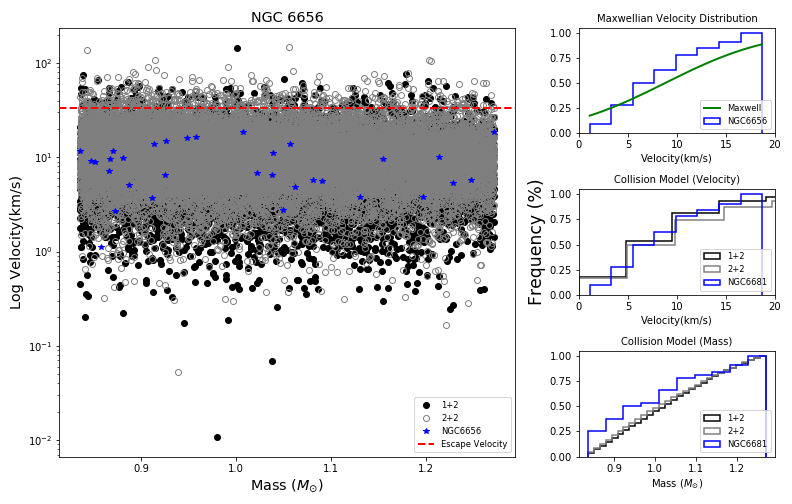 NGC 6656
Log Velocity(km/s)
10²
10¹
10⁰
10⁻¹
10⁻²
1+2
2+2
NGC6656
Escape Velocity
0.9 1.0 1.1 1.2
Mass (M⊙)
Frequency (%)
Maxwellian Velocity Distribution
1.00
0.75
0.50
0.25
0.00
Maxwell
NGC6656
0 5 10 15 20
Velocity(km/s)
Collision Model (Velocity)
1.00
0.75
0.50
0.25
0.00
1+2
2+2
NGC6681
0 5 10 15 20
Velocity(km/s)
Collision Model (Mass)
1.00
0.75
0.50
0.25
0.00
1+2
2+2
NGC6681
0.9 1.0 1.1 1.2
Mass (M⊙)